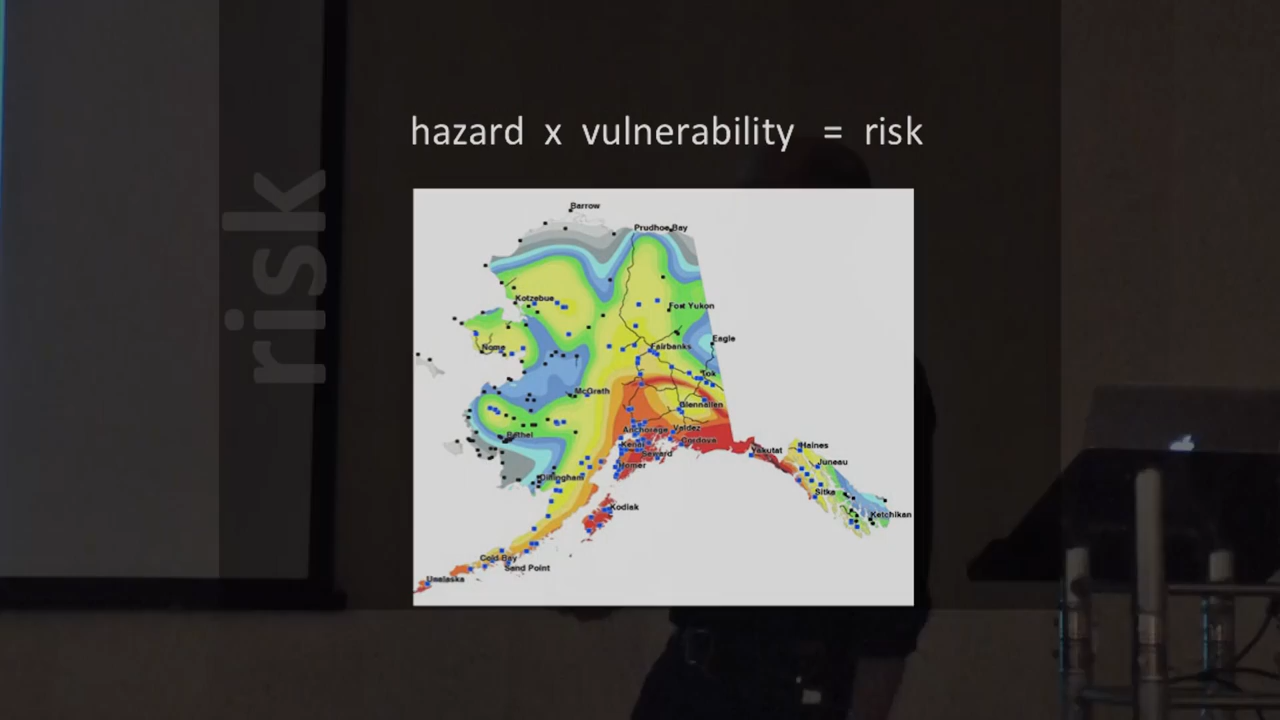 risk
hazard x vulnerability = risk
Barrow
Prudhoe Bay
Kotzebue
Fort Yukon
Nome
Eagle
Fairbanks
Tok
McGrath
Glennallen
Bethel
Anchorage
Valdez
Kenai
Cordova
Seward
Yakutat
Haines
Homer
Juneau
Dillingham
Sitka
Kodiak
Ketchikan
Cold Bay
Sand Point
Unalaska